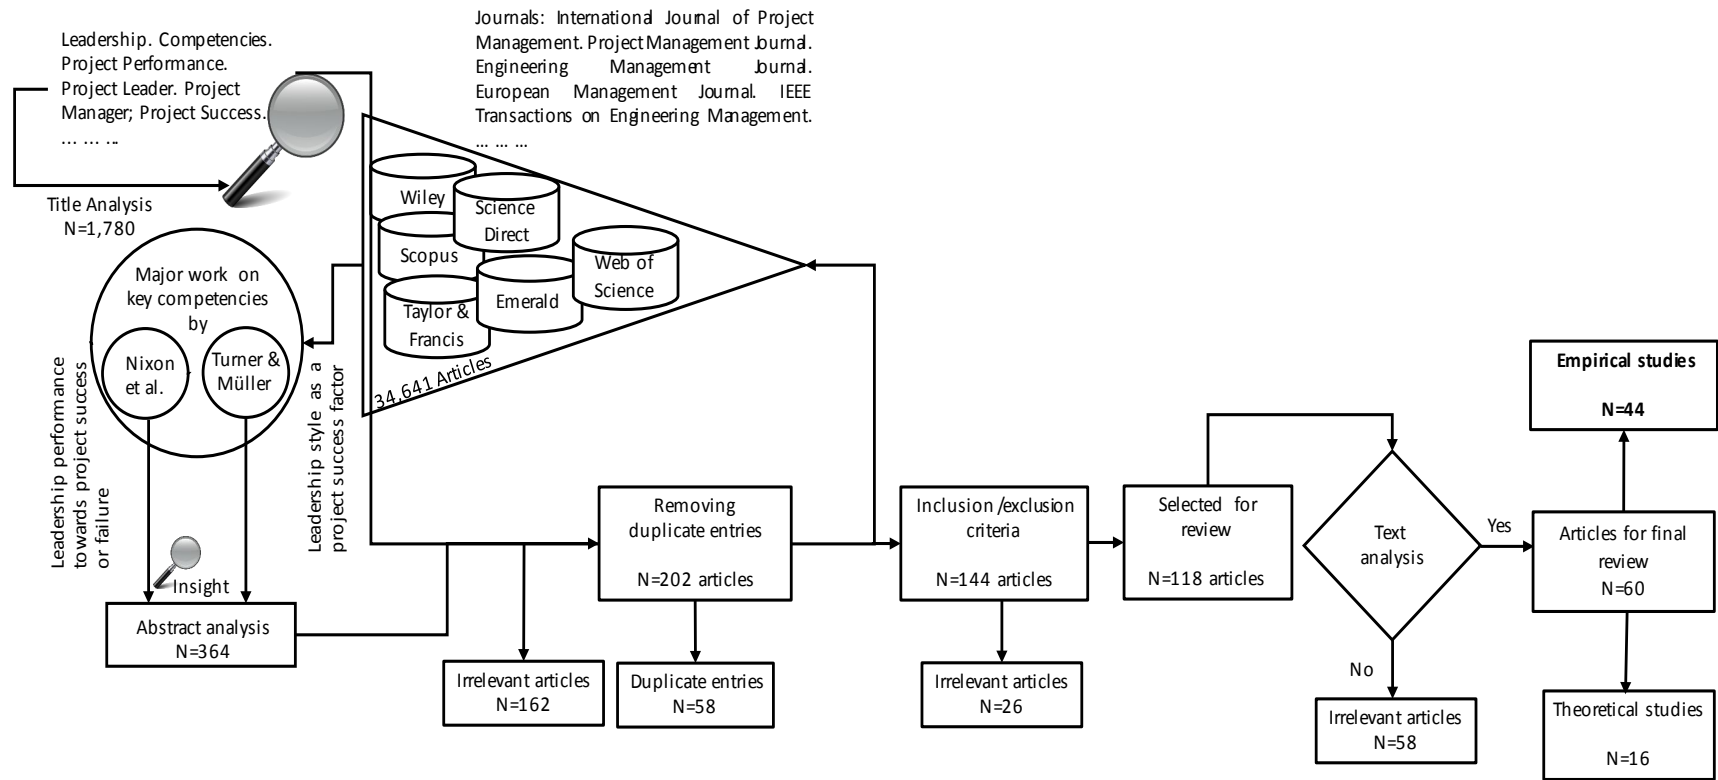 Leadership. Competencies.
Project Performance.
Project Leader. Project
Manager; Project Success.
... ... ...
Title Analysis
N=1,780
Journals: International Journal of Project
Management. Project Management Journal.
Engineering Management Journal.
European Management Journal. IEEE
Transactions on Engineering Management.
... ... ...
Wiley
Science
Direct
Scopus
Web of
Science
Emerald
Taylor &
Francis
34,641 Articles
Major work on
key competencies
by
Nixon
et al.
Turner &
Müller
Leadership performance
towards project success
or failure
Leadership style as a
project success factor
Insight
Abstract analysis
N=364
Irrelevant articles
N=162
Removing
duplicate entries
N=202 articles
Duplicate entries
N=58
Inclusion /exclusion
criteria
N=144 articles
Irrelevant articles
N=26
Selected for
review
N=118 articles
Text
analysis
Yes
No
Irrelevant articles
N=58
Articles for final
review
N=60
Empirical studies
N=44
Theoretical studies
N=16